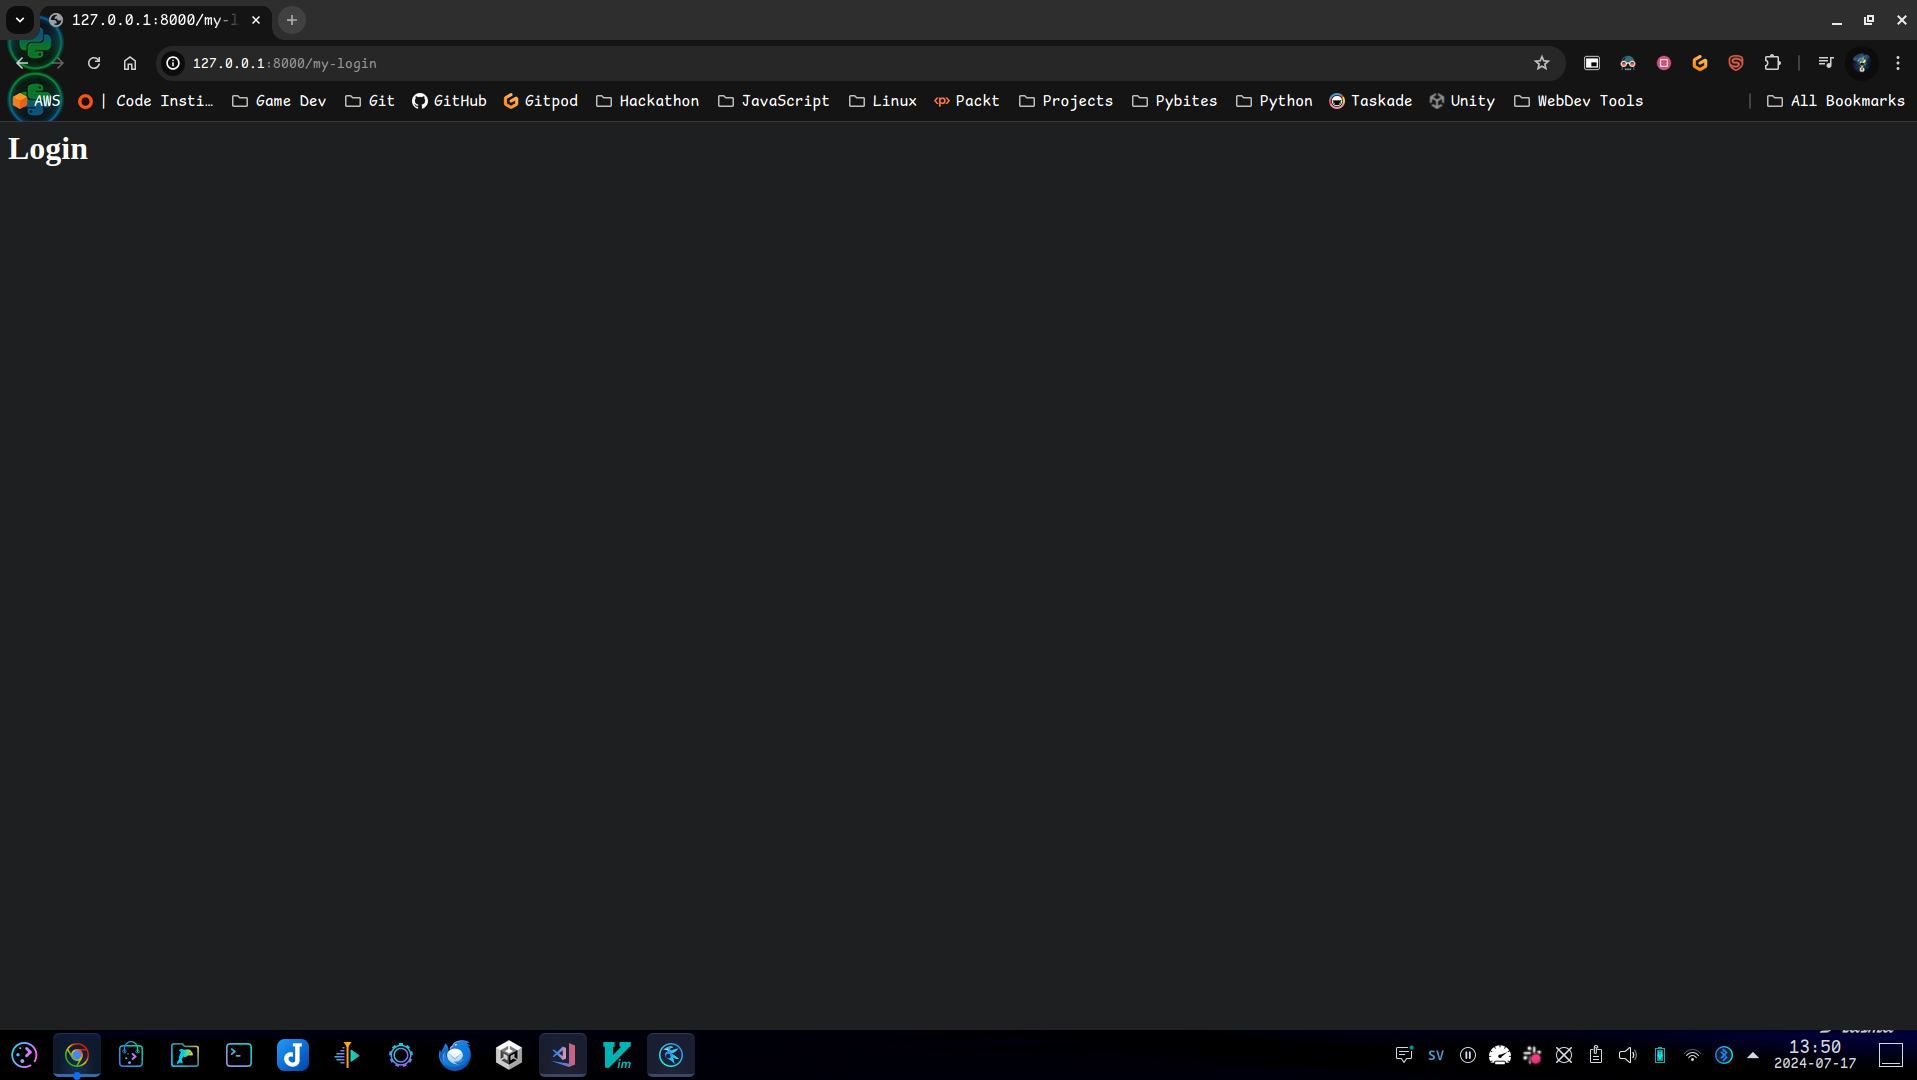 127.0.0.1:8000/my-l
127.0.0.1:8000/my-login
AWS | Code Insti… Game Dev Git GitHub Gitpod Hackathon JavaScript Linux Packt Projects Pybites Python Taskade Unity WebDev Tools All Bookmarks
Login
SV 13:50
2024-07-17